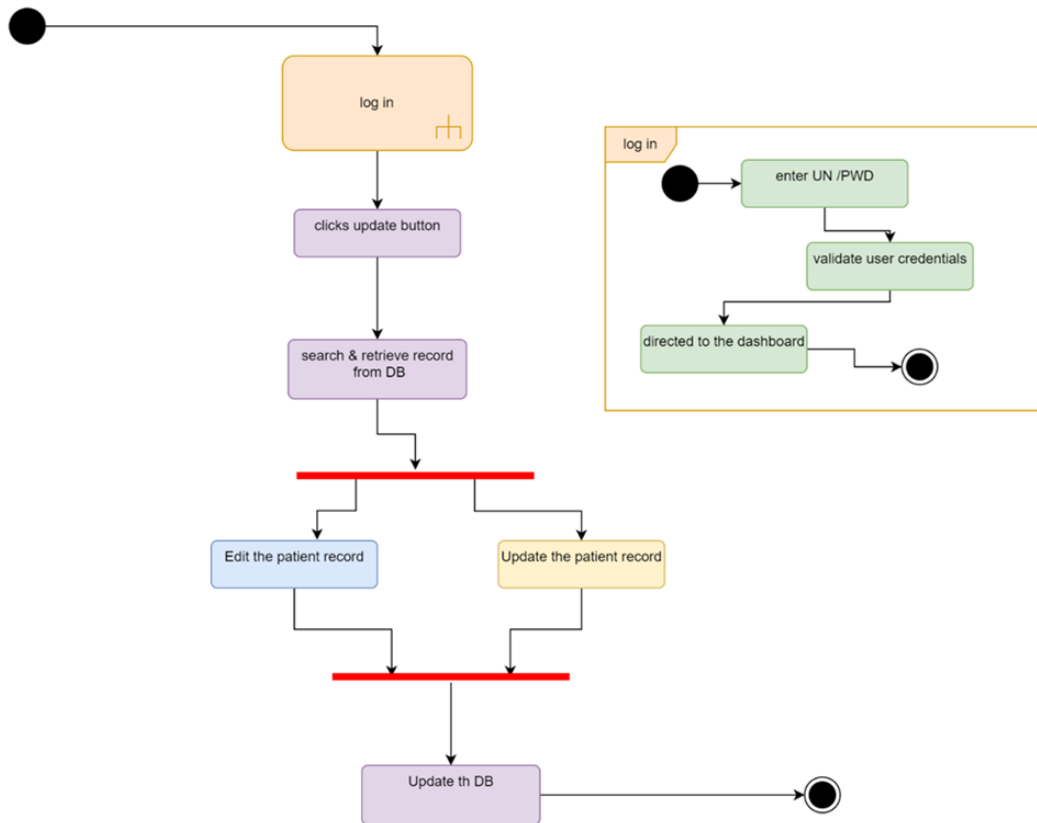 log in
clicks update button
search & retrieve record
from DB
Edit the patient record
Update the patient record
Update th DB
log in
enter UN /PWD
validate user credentials
directed to the dashboard